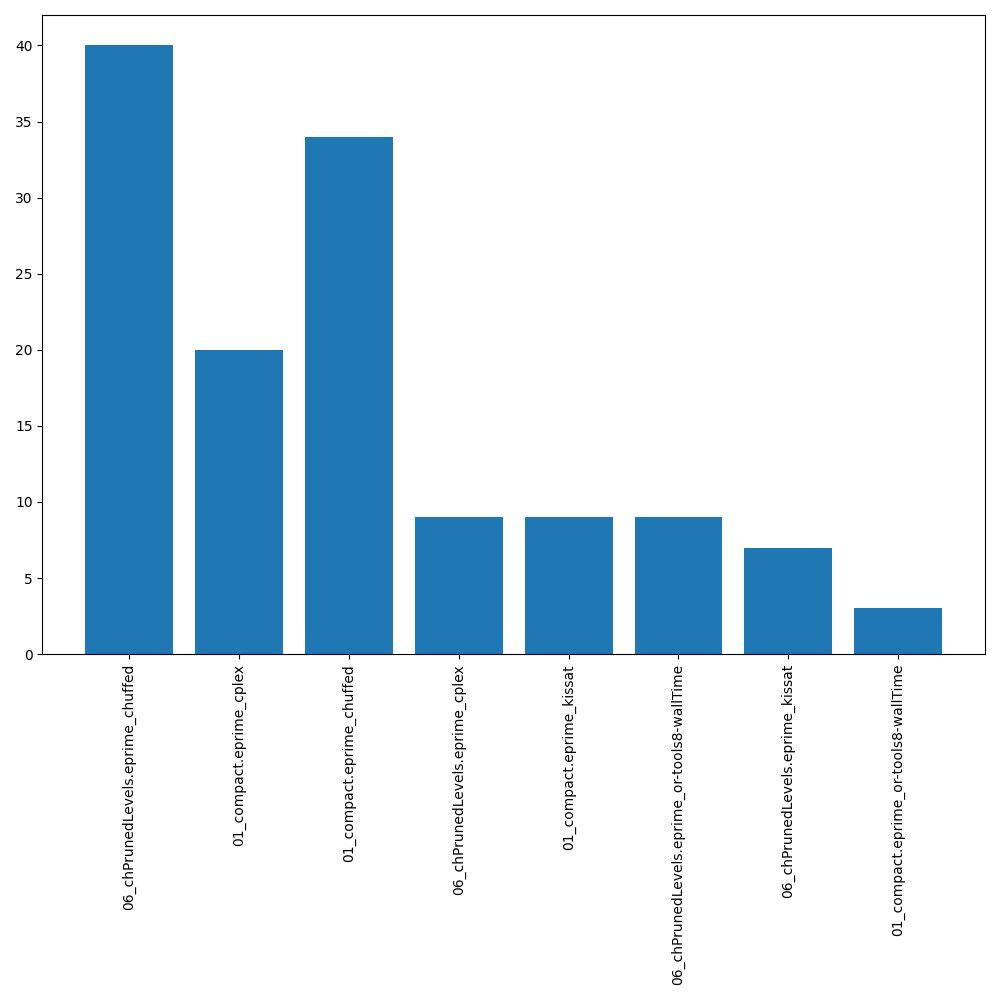 40
35
30
25
20
15
10
5
0
06_chPrunedLevels.eprime_chuffed
01_compact.eprime_cplex
01_compact.eprime_chuffed
06_chPrunedLevels.eprime_cplex
01_compact.eprime_kissat
06_chPrunedLevels.eprime_or-tools8-wallTime
06_chPrunedLevels.eprime_kissat
01_compact.eprime_or-tools8-wallTime